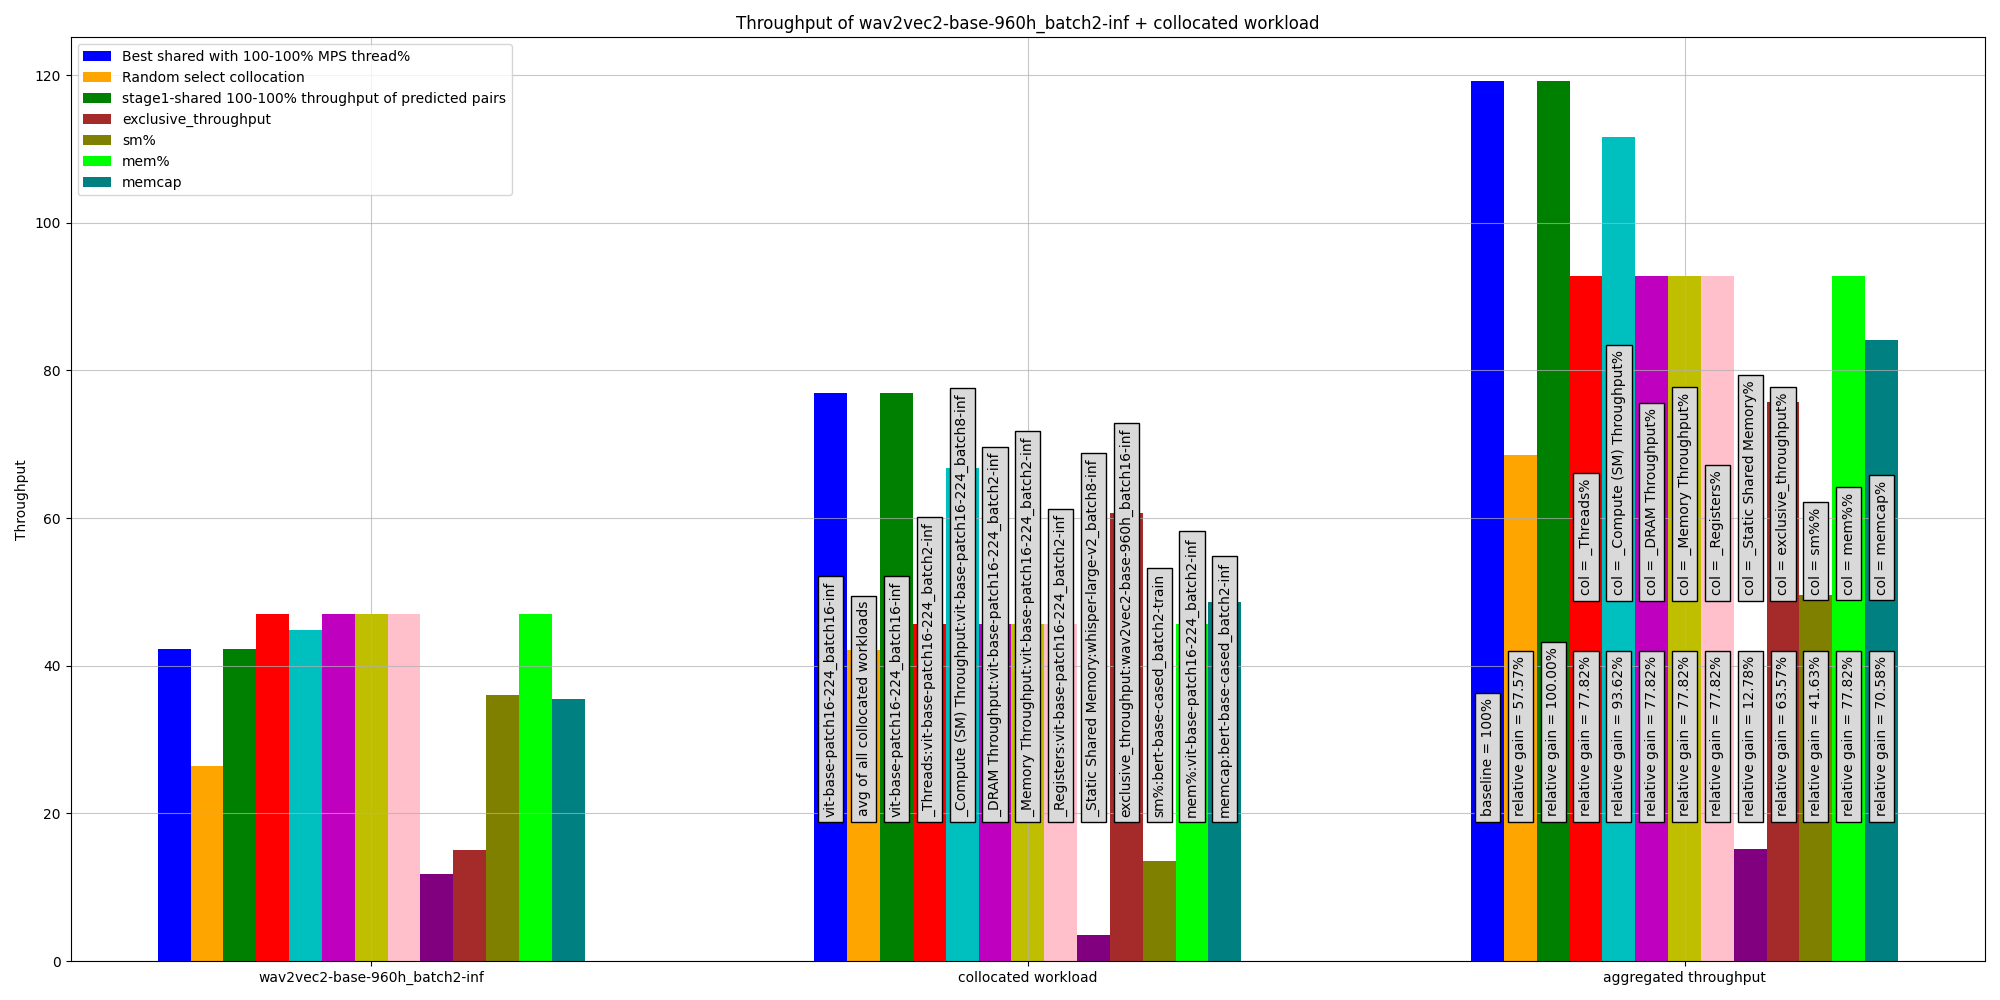 Throughput of wav2vec2-base-960h_batch2-inf + collocated workload
Best shared with 100-100% MPS thread%
Random select collocation
stage1-shared 100-100% throughput of predicted pairs
exclusive_throughput
sm%
mem%
memcap
Throughput
120
100
80
60
40
20
0
vit-base-patch16-224_batch16-inf
avg of all collocated workloads
vit-base-patch16-224_batch16-inf
_Threads:vit-base-patch16-224_batch2-inf
_Compute (SM) Throughput:vit-base-patch16-224_batch8-inf
_DRAM Throughput:vit-base-patch16-224_batch2-inf
_Memory Throughput:vit-base-patch16-224_batch2-inf
_Registers:vit-base-patch16-224_batch2-inf
_Static Shared Memory:whisper-large-v2_batch8-inf
exclusive_throughput:wav2vec2-base-960h_batch16-inf
sm%:bert-base-cased_batch2-train
mem%:vit-base-patch16-224_batch2-inf
memcap:bert-base-cased_batch2-inf
col = _Threads%
col = _Compute (SM) Throughput%
col = _DRAM Throughput%
col = _Memory Throughput%
col = _Registers%
col = _Static Shared Memory%
col = exclusive_throughput%
col = sm%%
col = mem%%
col = memcap%
baseline = 100%
relative gain = 57.57%
relative gain = 100.00%
relative gain = 77.82%
relative gain = 93.62%
relative gain = 77.82%
relative gain = 77.82%
relative gain = 77.82%
relative gain = 12.78%
relative gain = 63.57%
relative gain = 41.63%
relative gain = 77.82%
relative gain = 70.58%
wav2vec2-base-960h_batch2-inf
collocated workload
aggregated throughput